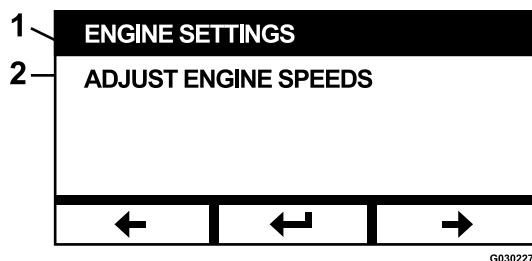 1
ENGINE SETTINGS
2
ADJUST ENGINE SPEEDS
G030227